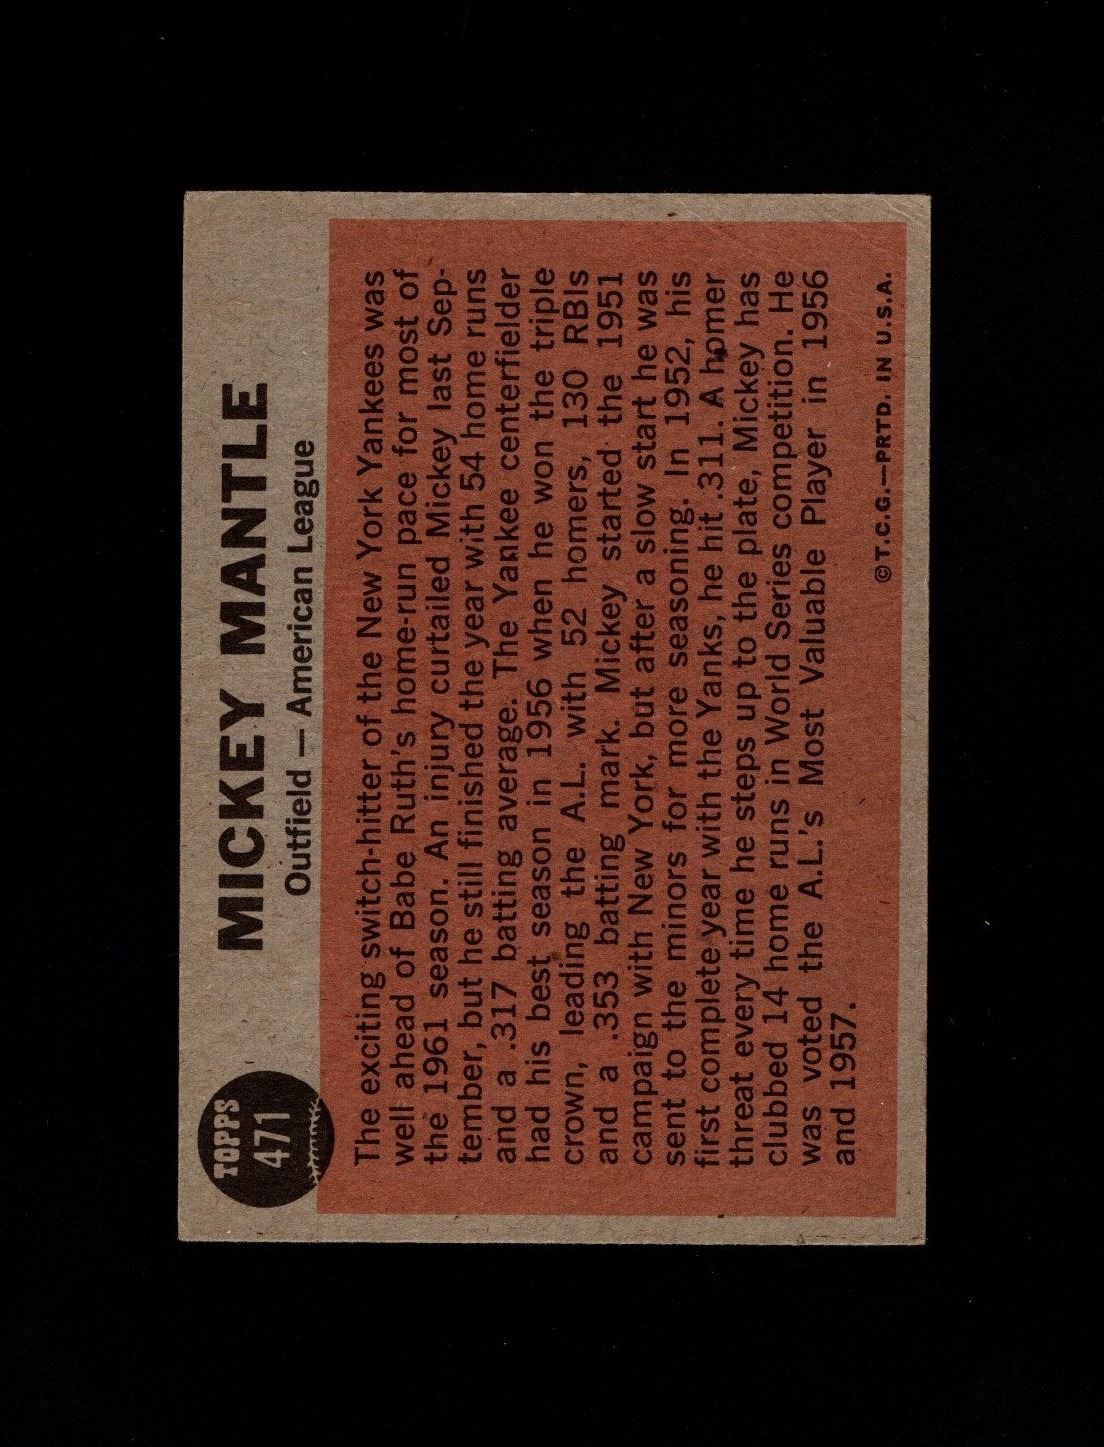 TOPPS
471
MICKEY MANTLE
Outfield — American League
The exciting switch-hitter of the New York Yankees was
well ahead of Babe Ruth's home-run pace for most of
the 1961 season. An injury curtailed Mickey last Sep-
tember, but he still finished the year with 54 home runs
and a .317 batting average. The Yankee centerfielder
had his best season in 1956 when he won the triple
crown, leading the A.L. with 52 homers, 130 RBIs
and a .353 batting mark. Mickey started the 1951
campaign with New York, but after a slow start he was
sent to the minors for more seasoning. In 1952, his
first complete year with the Yanks, he hit .311. A homer
threat every time he steps up to the plate, Mickey has
clubbed 14 home runs in World Series competition. He
was voted the A.L.'s Most Valuable Player in 1956
and 1957.
©T.C.G.—PRTD. IN U.S.A.